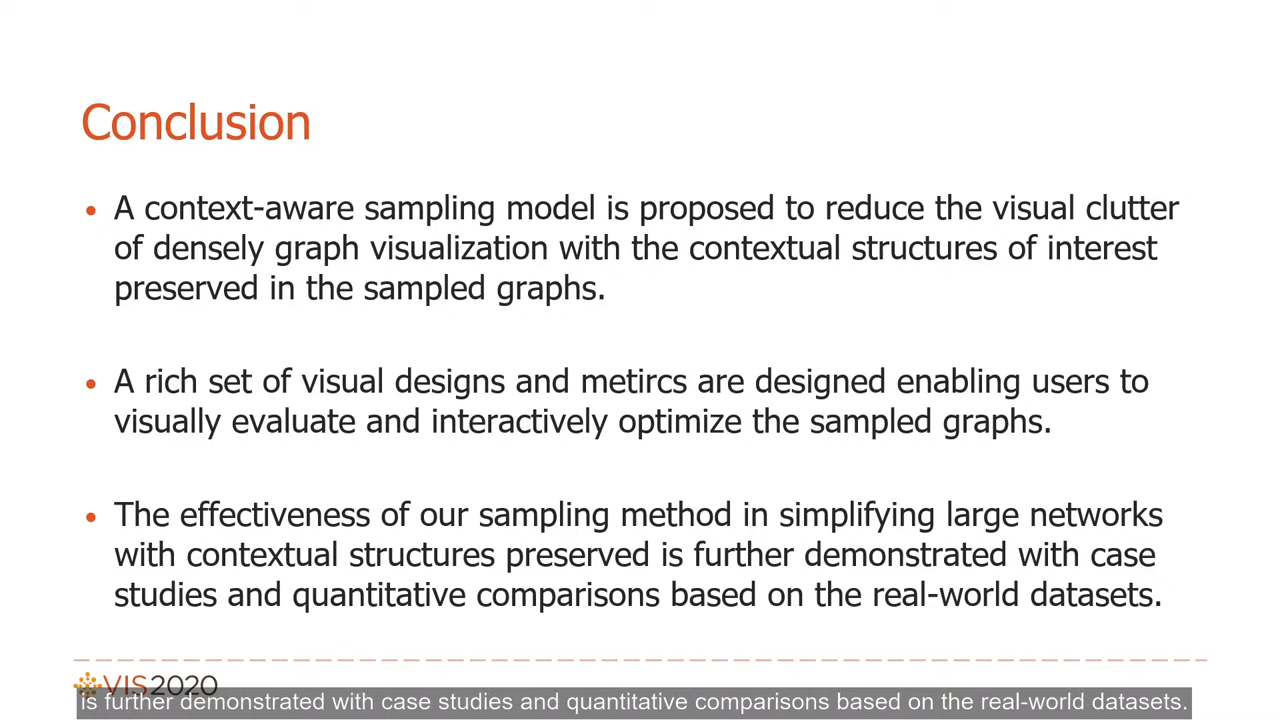 Conclusion
• A context-aware sampling model is proposed to reduce the visual clutter
of densely graph visualization with the contextual structures of interest
preserved in the sampled graphs.
• A rich set of visual designs and metircs are designed enabling users to
visually evaluate and interactively optimize the sampled graphs.
• The effectiveness of our sampling method in simplifying large networks
with contextual structures preserved is further demonstrated with case
studies and quantitative comparisons based on the real-world datasets.
VIS2020
is further demonstrated with case studies and quantitative comparisons based on the real-world datasets.